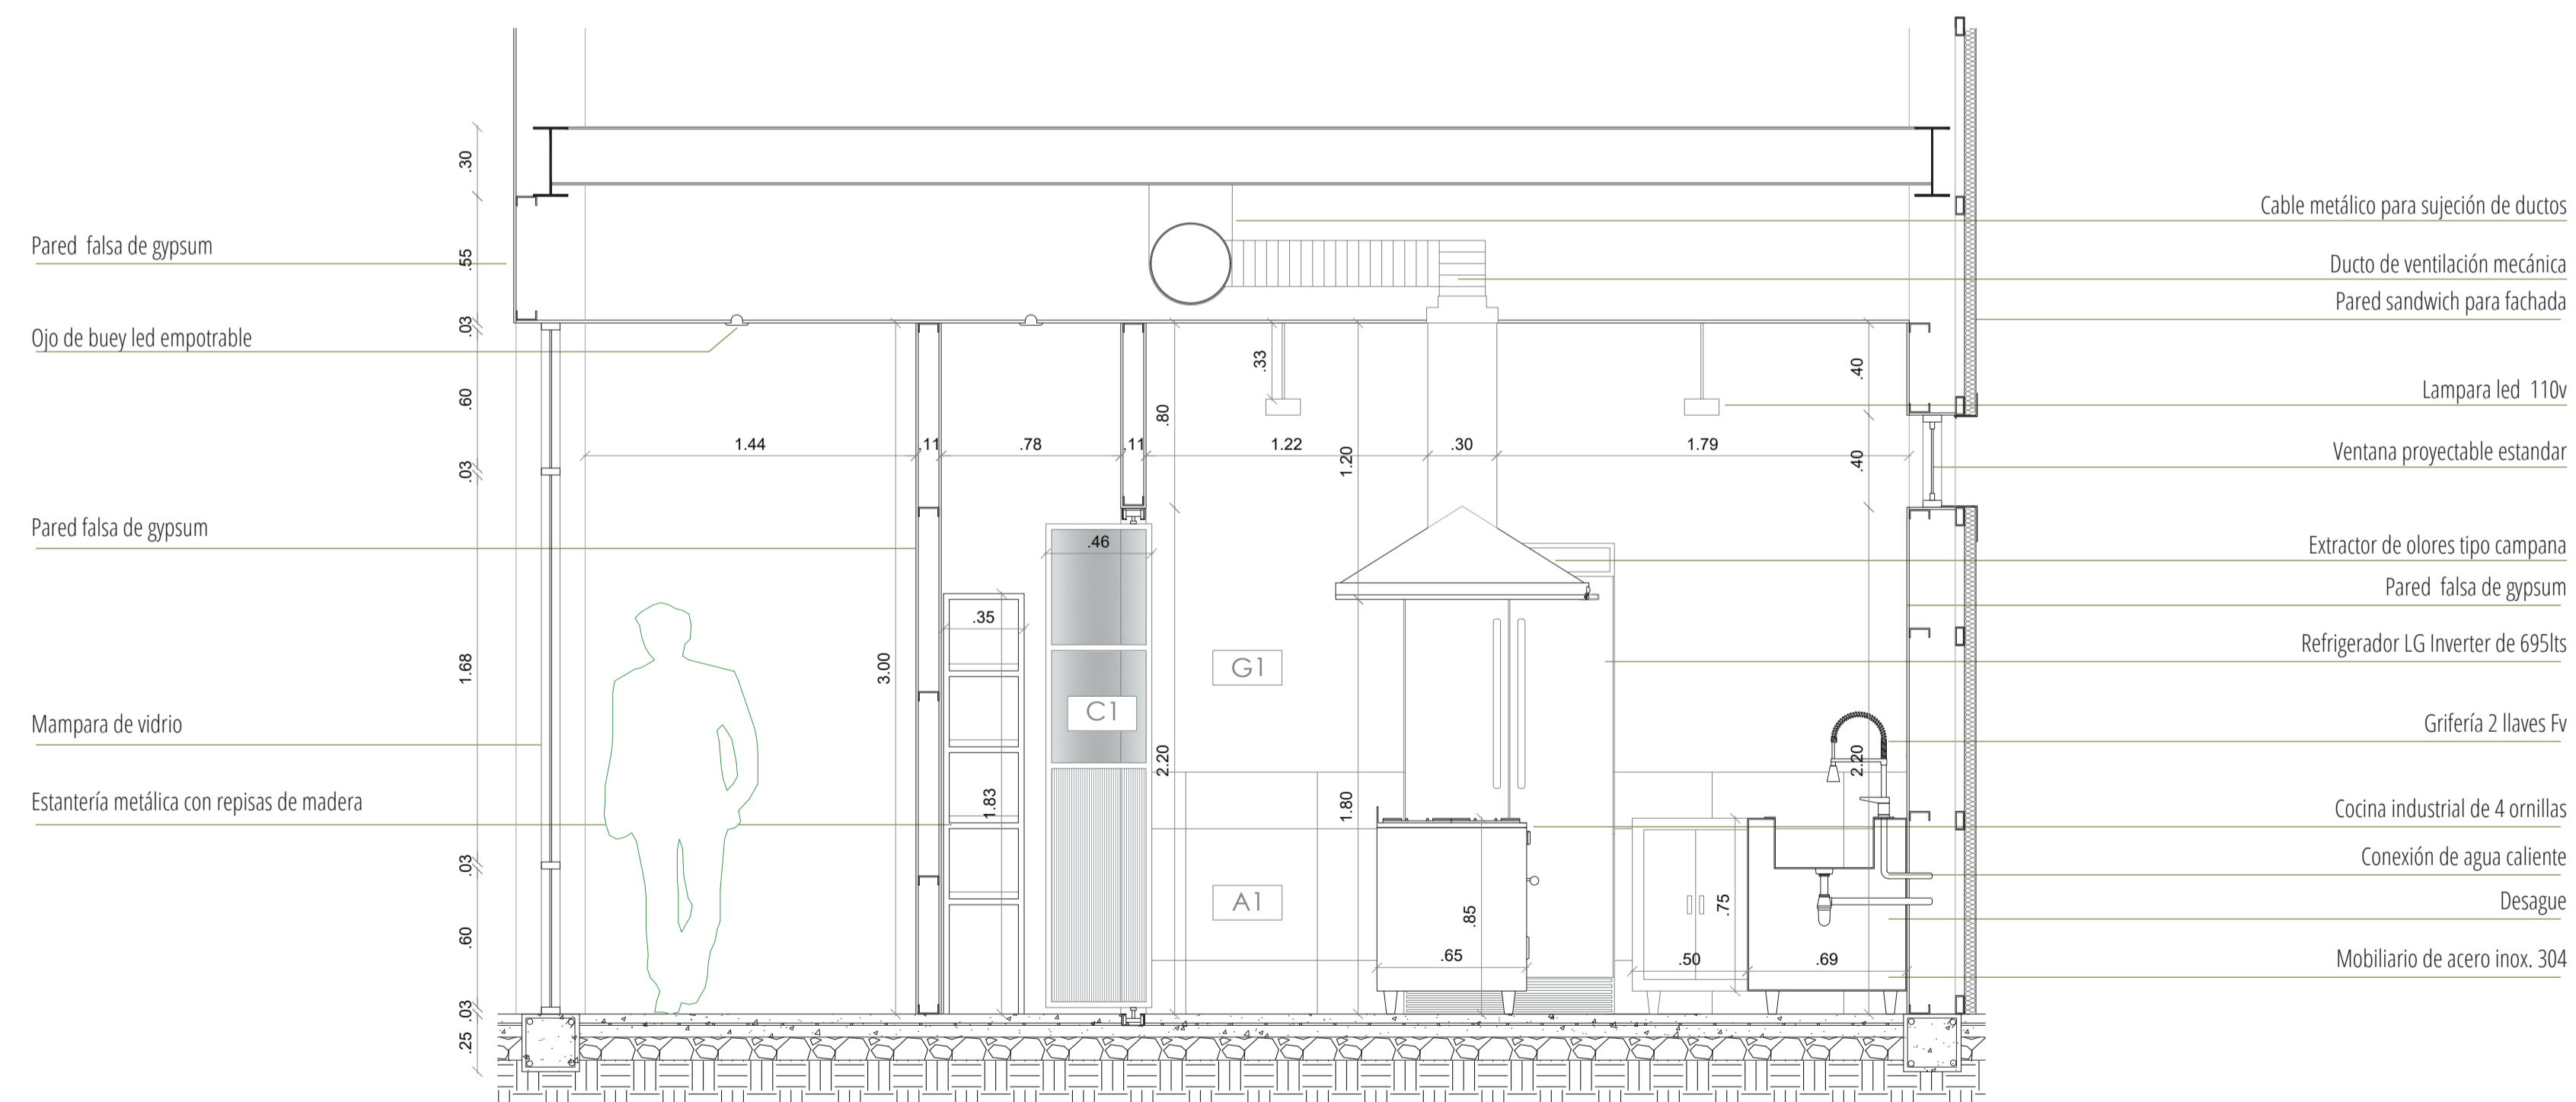 Pared falsa de gypsum
Ojo de buey led empotrable
Pared falsa de gypsum
Mampara de vidrio
Estantería metálica con repisas de madera
.30
.55
.03
.60
.03
1.68
.03
.60
.03
.25
1.44
.11
.78
.11
1.22
.30
1.79
3.00
.35
1.83
.46
C1
.80
2.20
.33
G1
A1
1.20
1.80
.85
.65
.50
.75
.69
.40
.40
2.20
Cable metálico para sujeción de ductos
Ducto de ventilación mecánica
Pared sandwich para fachada
Lampara led 110v
Ventana proyectable estandar
Extractor de olores tipo campana
Pared falsa de gypsum
Refrigerador LG Inverter de 695lts
Grifería 2 llaves Fv
Cocina industrial de 4 ornillas
Conexión de agua caliente
Desague
Mobiliario de acero inox. 304